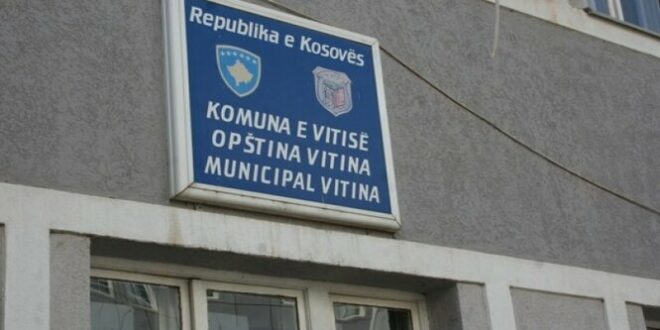 Republika e Kosovës
KOMUNA E VITISË
OPŠTINA VITINA
MUNICIPAL VITINA